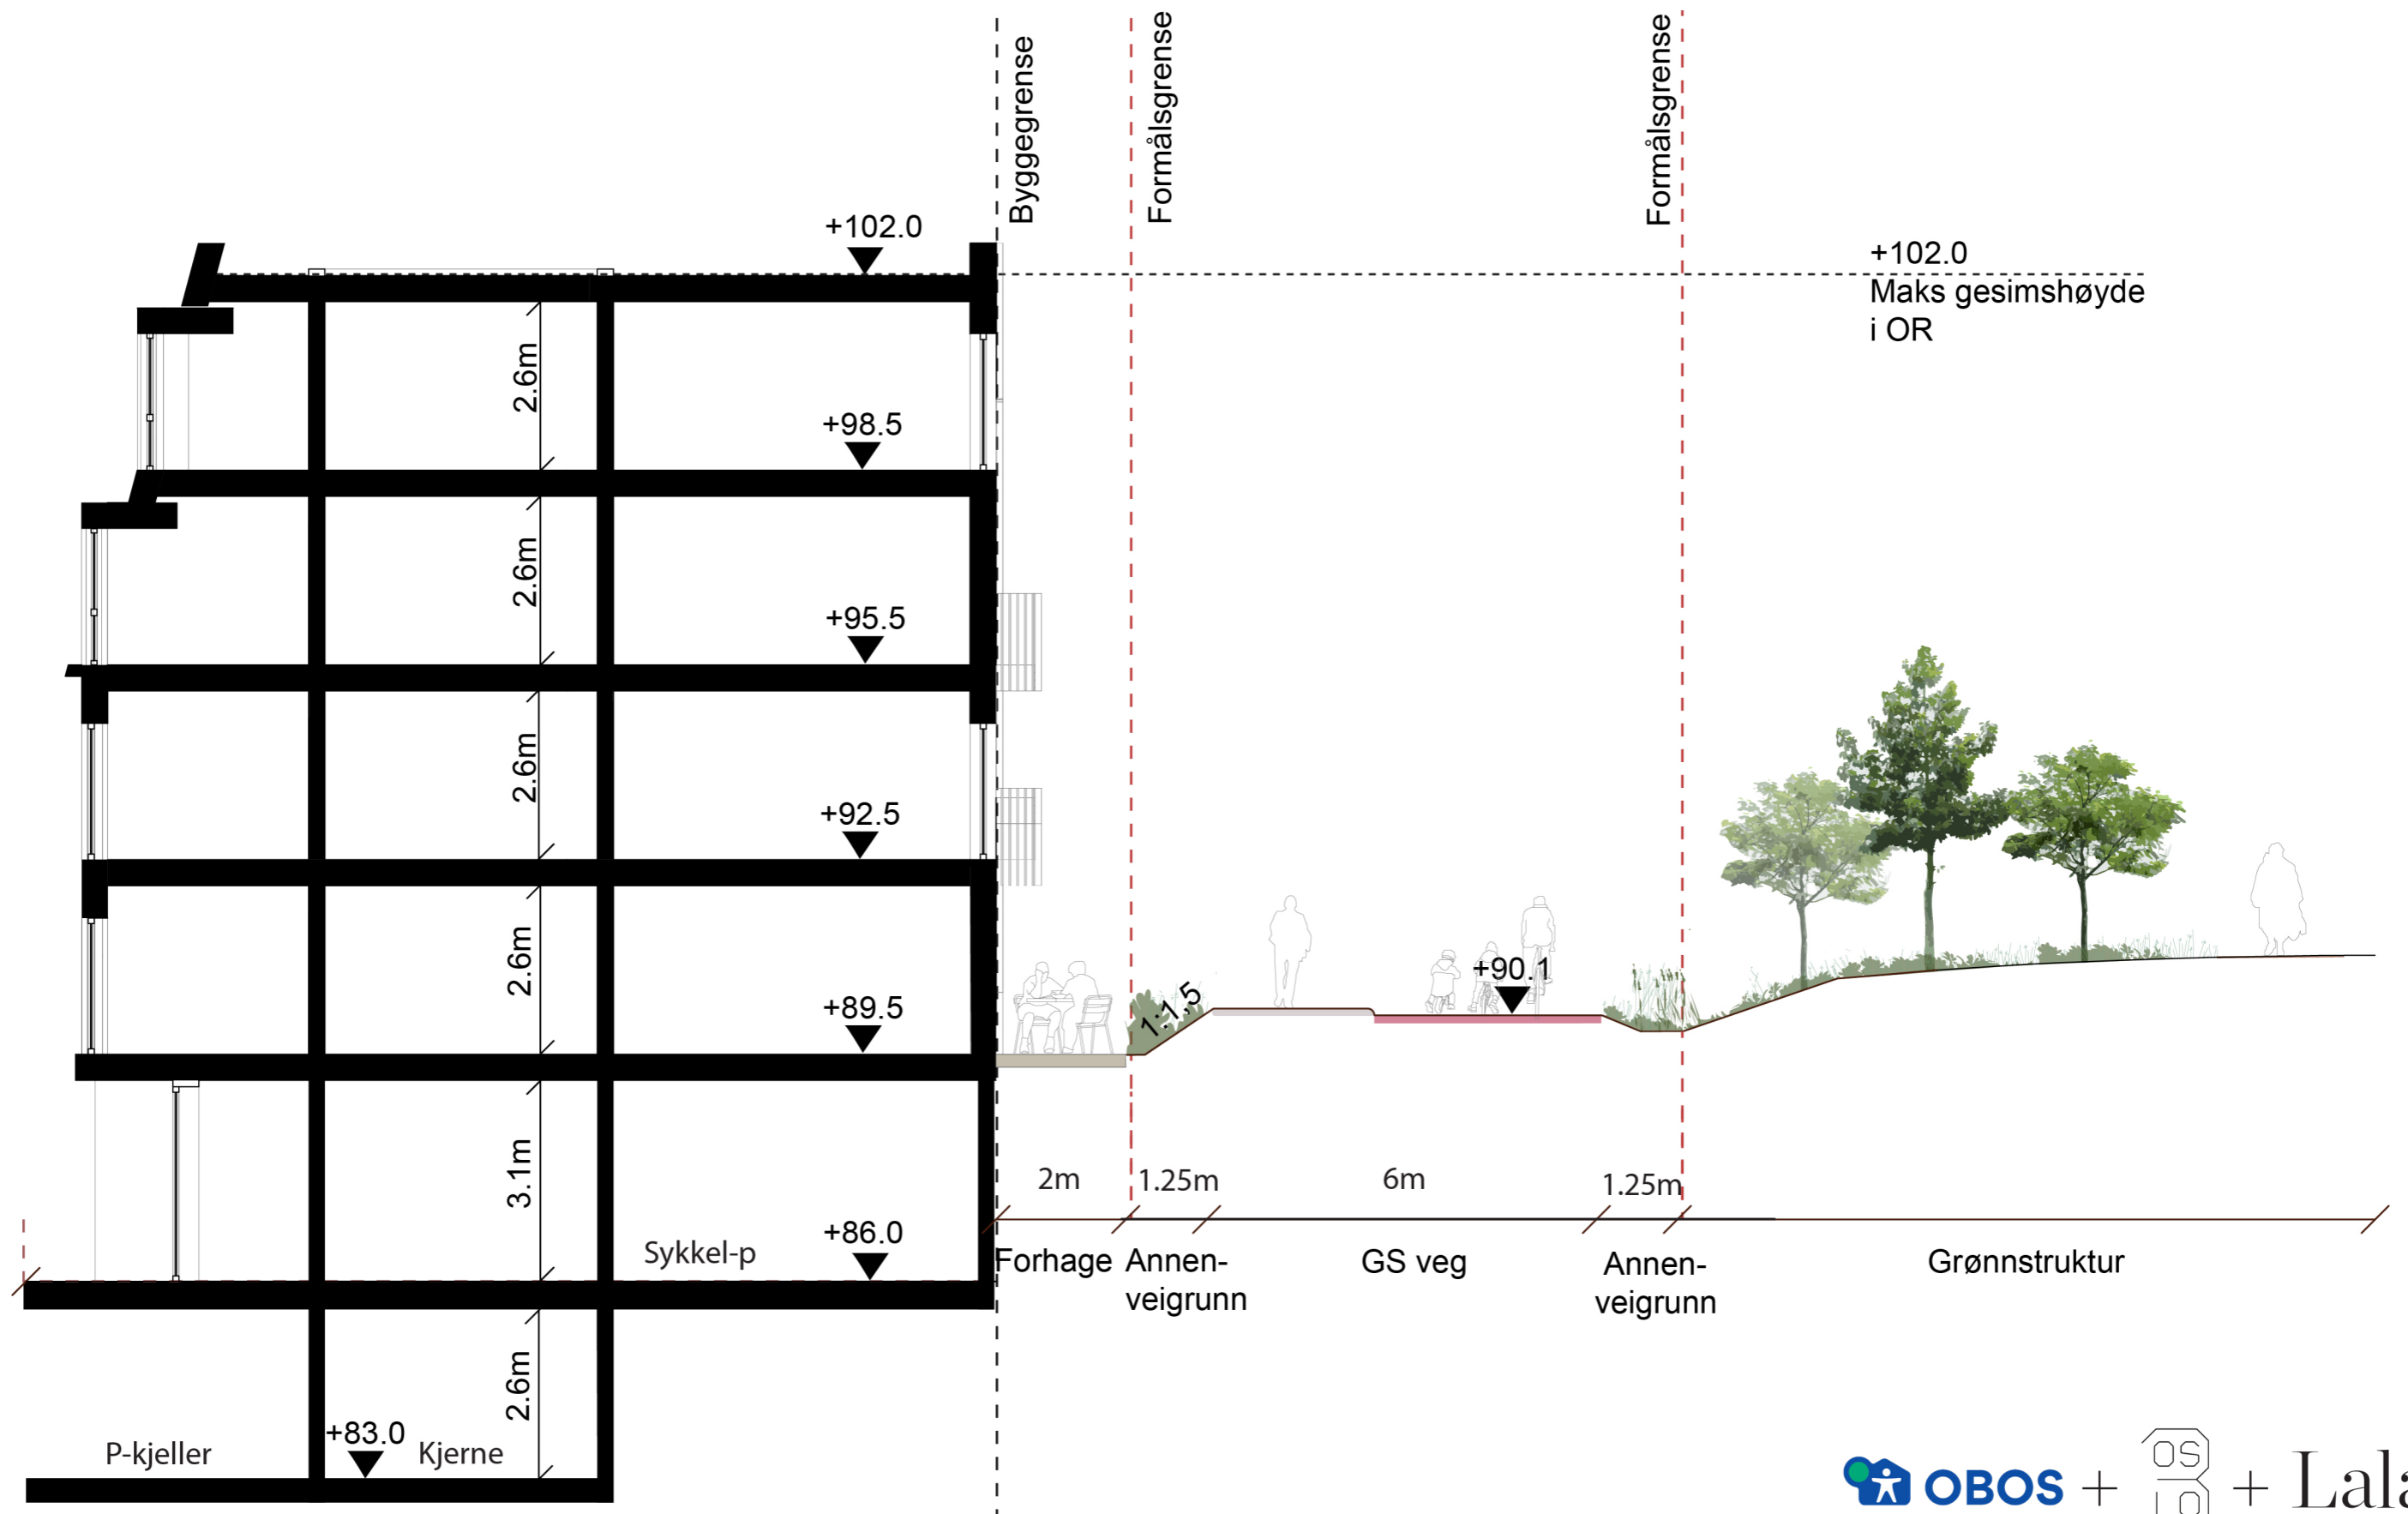 Byggegrense
Formålsgrense
Formålsgrense
+102.0
+102.0
Maks gesimshøyde
i OR
2.6m
+98.5
2.6m
+95.5
2.6m
+92.5
2.6m
+89.5
1:1,5
+90.1
3.1m
2m
1.25m
6m
1.25m
Sykkel-p
+86.0
Forhage
Annen-
veigrunn
GS veg
Annen-
veigrunn
Grønnstruktur
2.6m
P-kjeller
+83.0
Kjerne
OBOS + + Lala